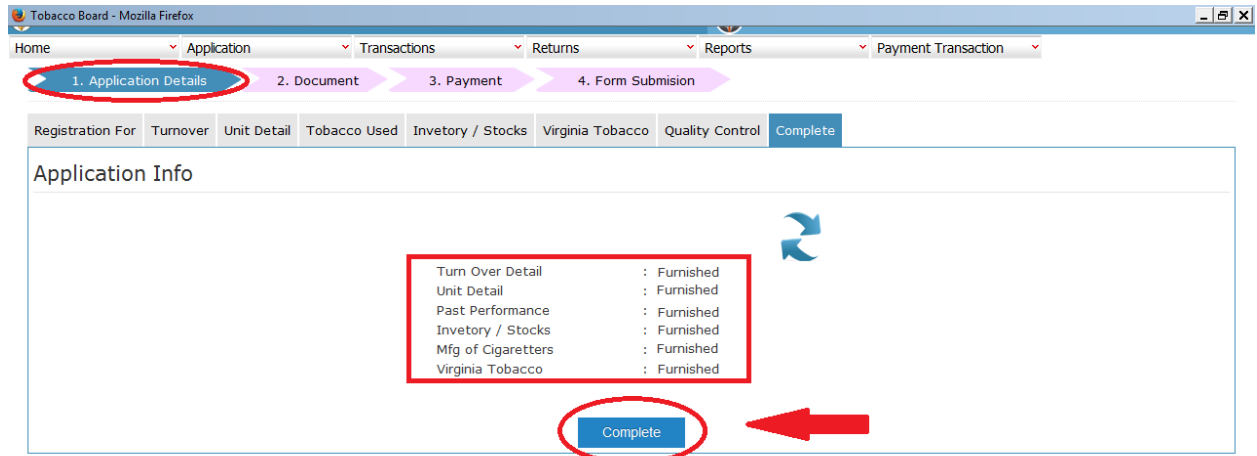 Tobacco Board - Mozilla Firefox
Home Application Transactions Returns Reports Payment Transaction
1. Application Details 2. Document 3. Payment 4. Form Submision
Registration For Turnover Unit Detail Tobacco Used Invetory / Stocks Virginia Tobacco Quality Control Complete
Application Info
Turn Over Detail : Furnished
Unit Detail : Furnished
Past Performance : Furnished
Invetory / Stocks : Furnished
Mfg of Cigaretters : Furnished
Virginia Tobacco : Furnished
Complete